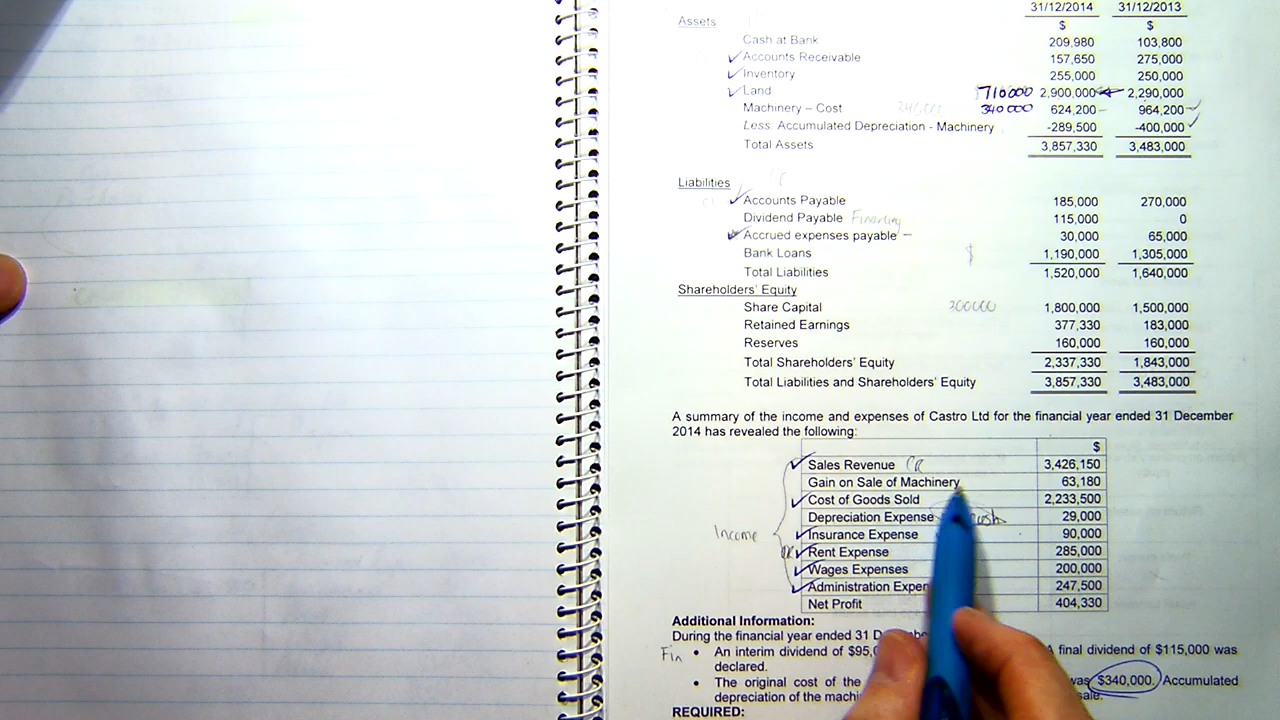 31/12/2014 31/12/2013
Assets $ $
Cash at Bank 209,980 103,800
Accounts Receivable 157,650 275,000
Inventory 255,000 250,000
Land 710000 2,900,000 2,290,000
Machinery – Cost 340000 624,200 964,200
Less: Accumulated Depreciation - Machinery -289,500 -400,000
Total Assets 3,857,330 3,483,000
Liabilities
Accounts Payable 185,000 270,000
Dividend Payable Financing 115,000 0
Accrued expenses payable 30,000 65,000
Bank Loans $ 1,190,000 1,305,000
Total Liabilities 1,520,000 1,640,000
Shareholders' Equity
Share Capital 300000 1,800,000 1,500,000
Retained Earnings 377,330 183,000
Reserves 160,000 160,000
Total Shareholders' Equity 2,337,330 1,843,000
Total Liabilities and Shareholders' Equity 3,857,330 3,483,000
A summary of the income and expenses of Castro Ltd for the financial year ended 31 December
2014 has revealed the following:
$
Sales Revenue CR 3,426,150
Gain on Sale of Machinery 63,180
Cost of Goods Sold 2,233,500
Depreciation Expense cash 29,000
Income Insurance Expense 90,000
Rent Expense 285,000
Wages Expenses 200,000
Administration 247,500
Net Profit 404,330
Additional Information:
During the financial year ended 31
Fin • An interim dividend of A final dividend of $115,000 was
declared.
• The original cost of the was $340,000. Accumulated
depreciation of the sale.
REQUIRED: